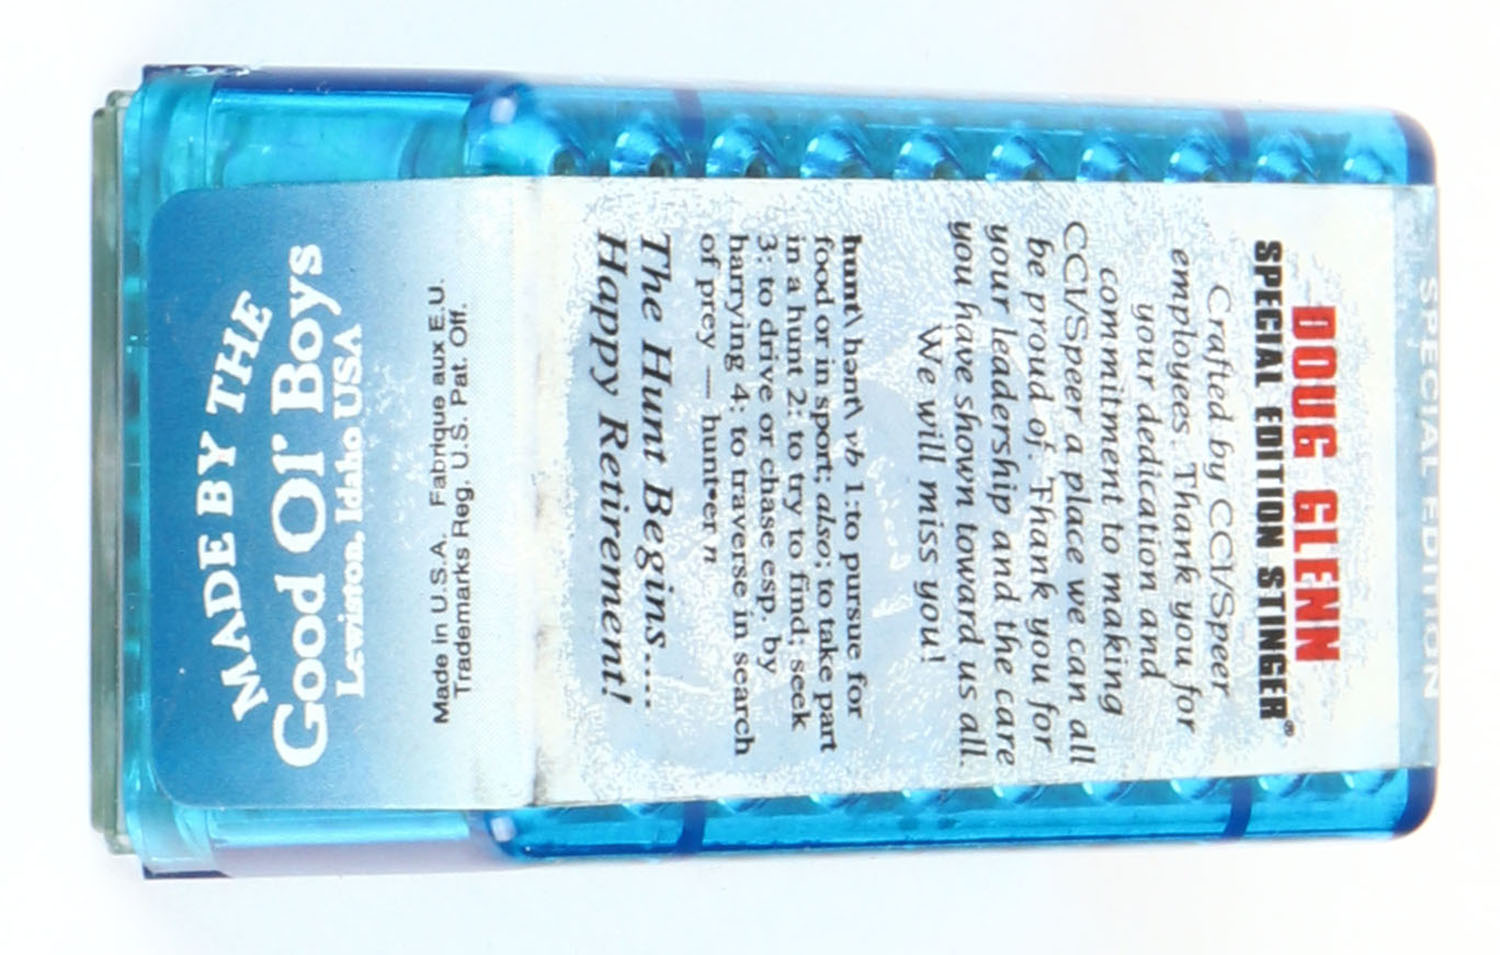 SPECIAL EDITION
DOUG GLENN
SPECIAL EDITION STINGER®
Crafted by CCI/Speer
employees. Thank you for
your dedication and
commitment to making
CCI/Speer a place we can all
be proud of. Thank you for
your leadership and the care
you have shown toward us all.
We will miss you!
hunt\ hənt\ vb 1:to pursue for
food or in sport; also; to take part
in a hunt 2: to try to find; seek
3: to drive or chase esp. by
harrying 4: to traverse in search
of prey — hunt•er n
The Hunt Begins....
Happy Retirement!
MADE BY THE
Good Ol' Boys
Lewiston, Idaho USA
Made in U.S.A. Fabrique aux E.U.
Trademarks Reg. U.S. Pat. Off.